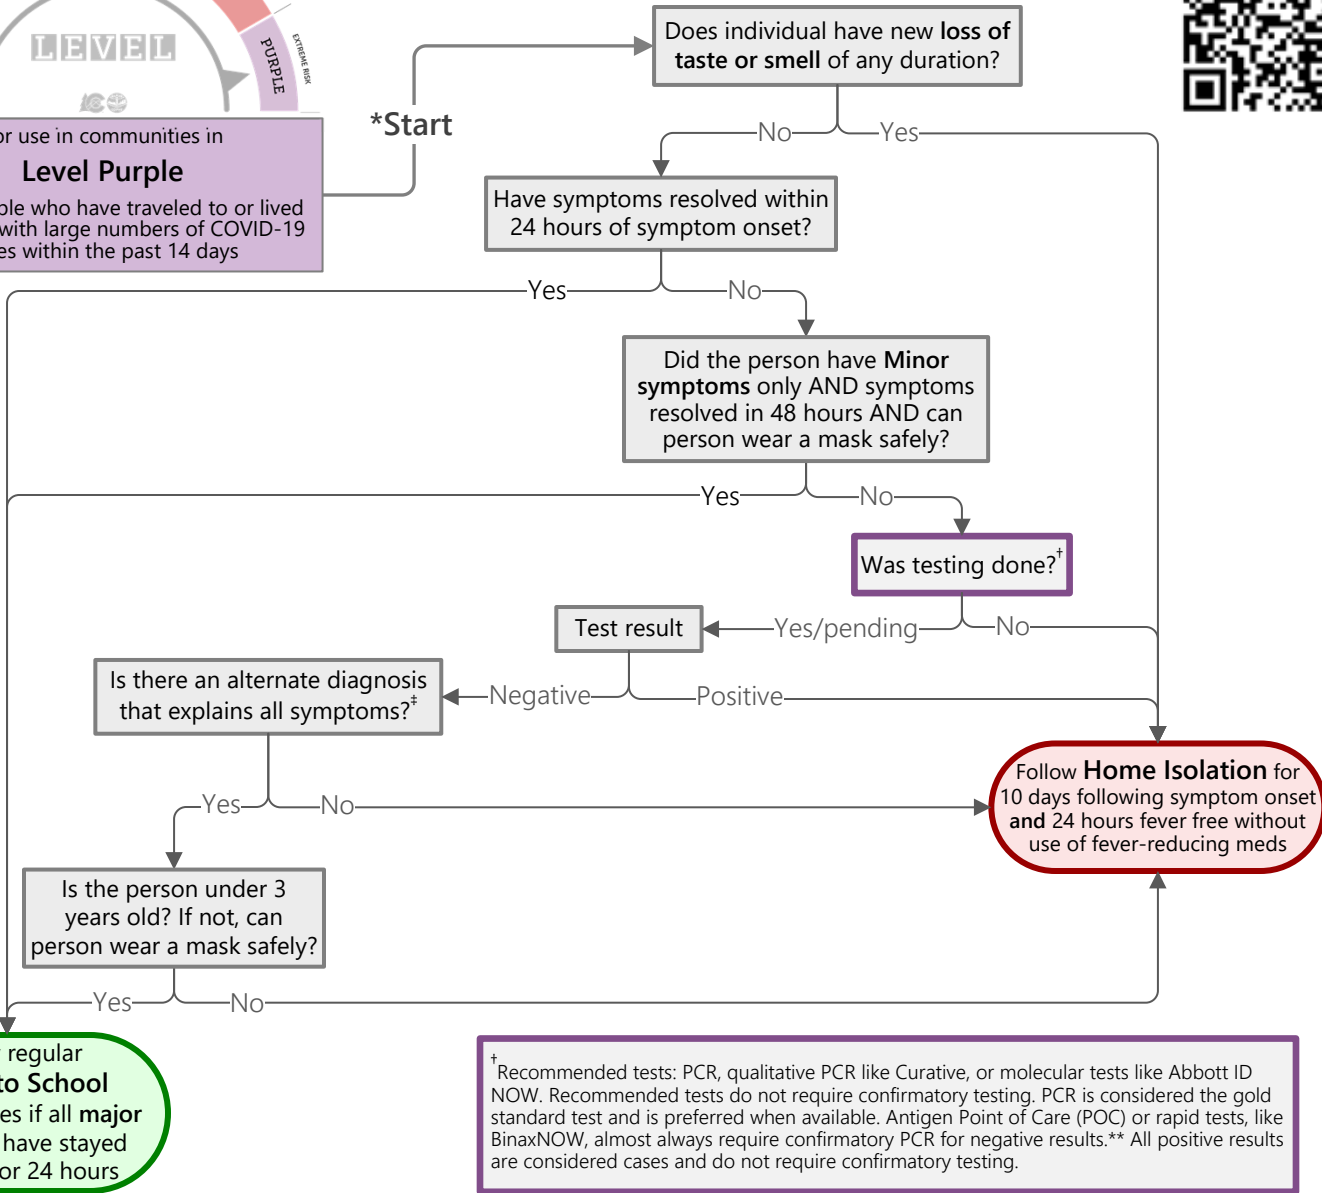 LEVEL
PURPLE
EXTREME RISK
use in communities in
Level Purple
who have traveled to or lived
with large numbers of COVID-19
within the past 14 days
*Start
Does individual have new loss of
taste or smell of any duration?
No
Yes
Have symptoms resolved within
24 hours of symptom onset?
Yes
No
Did the person have Minor
symptoms only AND symptoms
resolved in 48 hours AND can
person wear a mask safely?
Yes
No
Was testing done?†
Yes/pending
No
Test result
Negative
Positive
Is there an alternate diagnosis
that explains all symptoms?‡
Yes
No
Follow Home Isolation for
10 days following symptom onset
and 24 hours fever free without
use of fever-reducing meds
Is the person under 3
years old? If not, can
person wear a mask safely?
Yes
No
regular
to School
if all major
have stayed
or 24 hours
†Recommended tests: PCR, qualitative PCR like Curative, or molecular tests like Abbott ID
NOW. Recommended tests do not require confirmatory testing. PCR is considered the gold
standard test and is preferred when available. Antigen Point of Care (POC) or rapid tests, like
BinaxNOW, almost always require confirmatory PCR for negative results.** All positive results
are considered cases and do not require confirmatory testing.